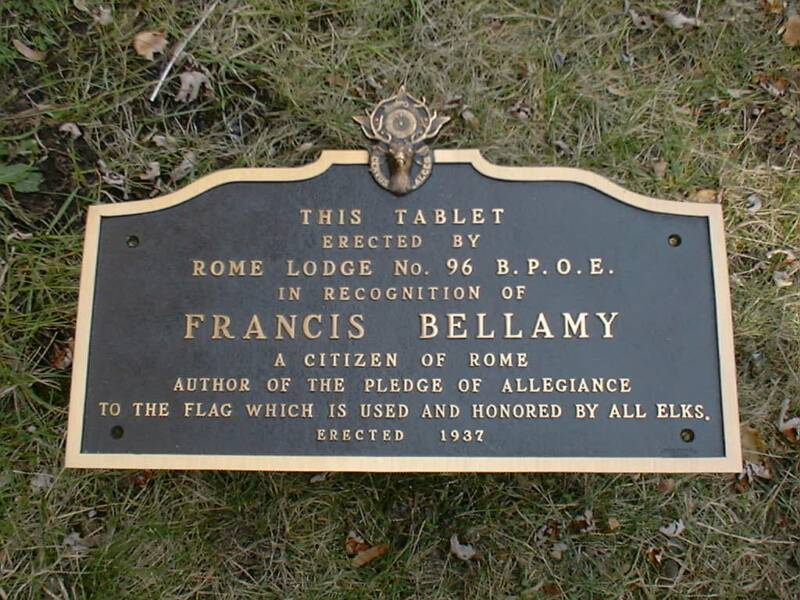 THIS TABLET
ERECTED BY
ROME LODGE No. 96 B.P.O.E.
IN RECOGNITION OF
FRANCIS BELLAMY
A CITIZEN OF ROME
AUTHOR OF THE PLEDGE OF ALLEGIANCE
TO THE FLAG WHICH IS USED AND HONORED BY ALL ELKS.
ERECTED 1937